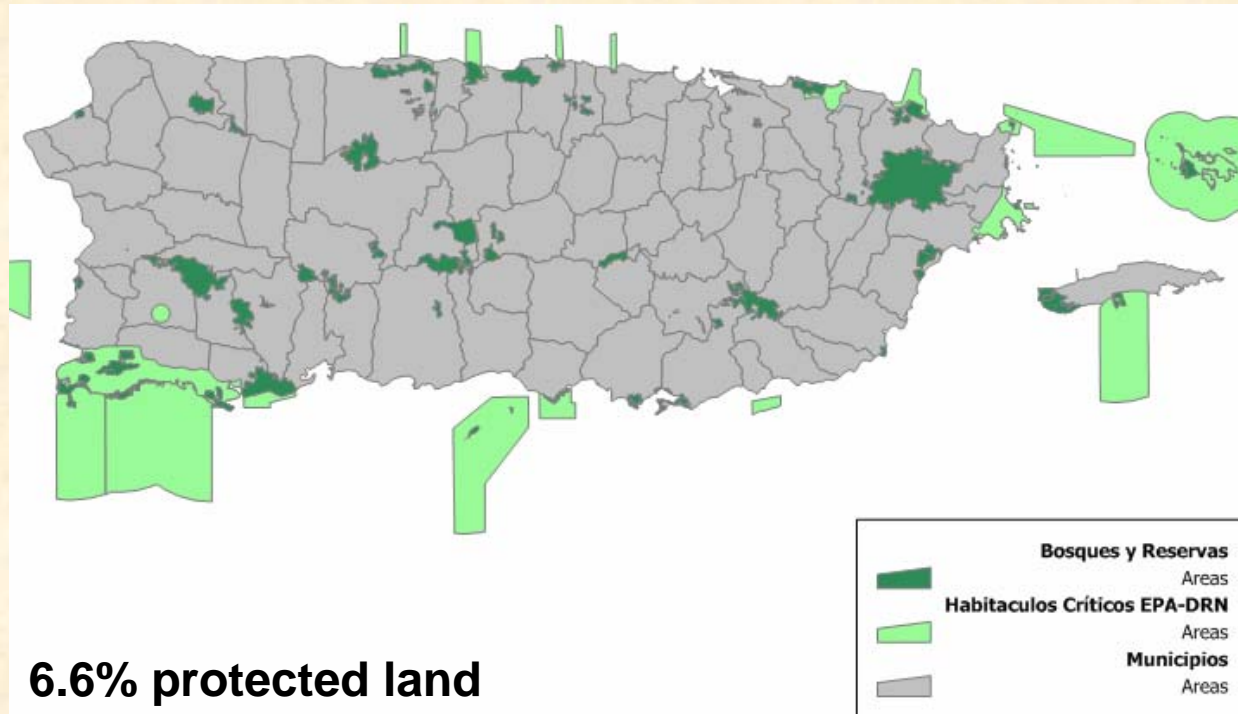 Bosques y Reservas
Areas
Habitaculos Críticos EPA-DRN
Areas
Municipios
Areas
6.6% protected land